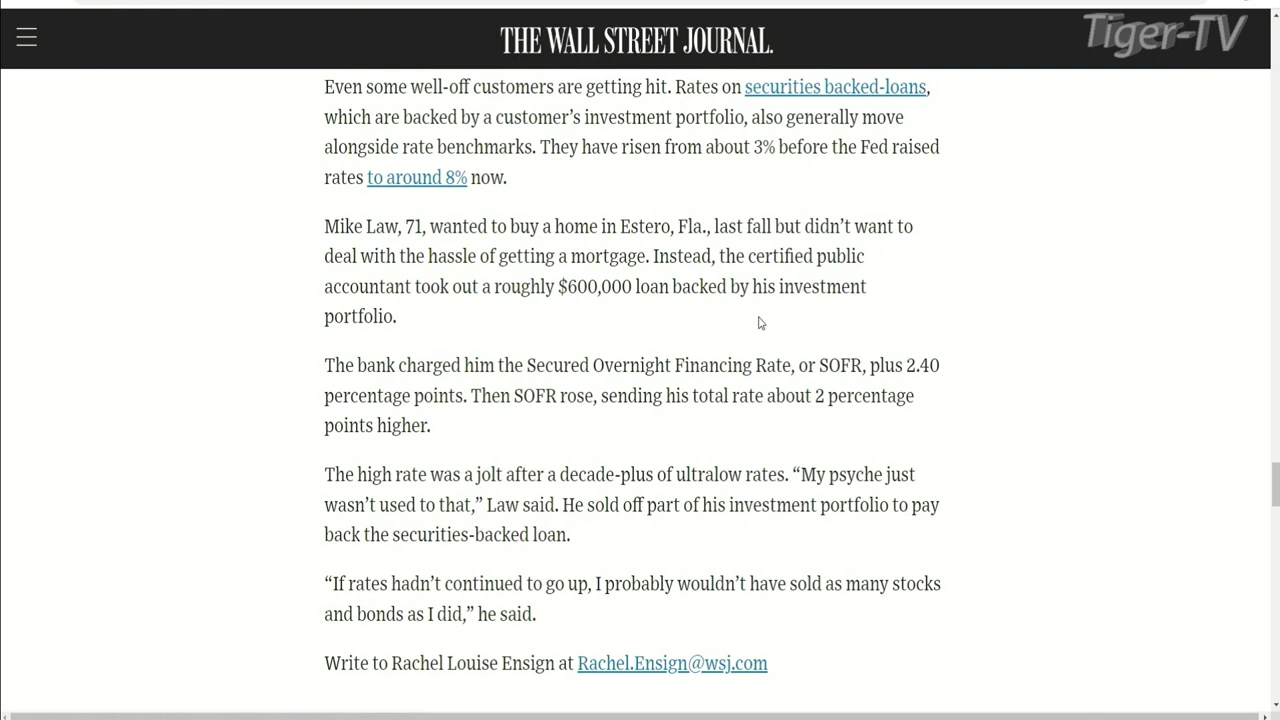 THE WALL STREET JOURNAL.
Tiger-TV
Even some well-off customers are getting hit. Rates on securities backed-loans,
which are backed by a customer’s investment portfolio, also generally move
alongside rate benchmarks. They have risen from about 3% before the Fed raised
rates to around 8% now.
Mike Law, 71, wanted to buy a home in Estero, Fla., last fall but didn’t want to
deal with the hassle of getting a mortgage. Instead, the certified public
accountant took out a roughly $600,000 loan backed by his investment
portfolio.
The bank charged him the Secured Overnight Financing Rate, or SOFR, plus 2.40
percentage points. Then SOFR rose, sending his total rate about 2 percentage
points higher.
The high rate was a jolt after a decade-plus of ultralow rates. “My psyche just
wasn’t used to that,” Law said. He sold off part of his investment portfolio to pay
back the securities-backed loan.
“If rates hadn’t continued to go up, I probably wouldn’t have sold as many stocks
and bonds as I did,” he said.
Write to Rachel Louise Ensign at Rachel.Ensign@wsj.com